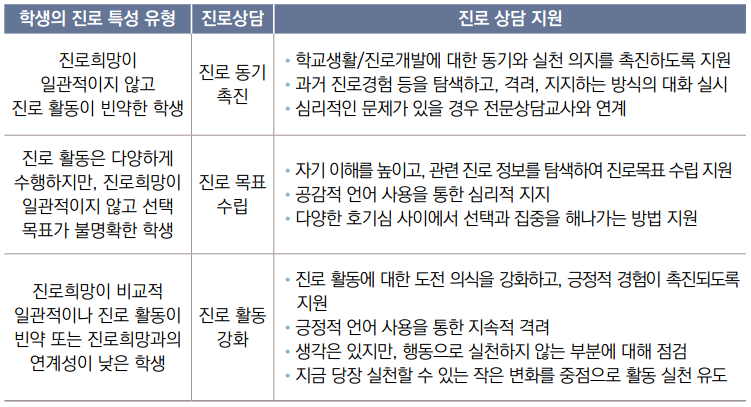 학생의 진로 특성 유형 진로상담 진로 상담 지원
진로희망이
일관적이지 않고
진로 활동이 빈약한 학생
진로 동기
촉진
• 학교생활/진로개발에 대한 동기와 실천 의지를 촉진하도록 지원
• 과거 진로경험 등을 탐색하고, 격려, 지지하는 방식의 대화 실시
• 심리적인 문제가 있을 경우 전문상담교사와 연계
진로 활동은 다양하게
수행하지만, 진로희망이
일관적이지 않고 선택
목표가 불명확한 학생
진로 목표
수립
• 자기 이해를 높이고, 관련 진로 정보를 탐색하여 진로목표 수립 지원
• 공감적 언어 사용을 통한 심리적 지지
• 다양한 호기심 사이에서 선택과 집중을 해나가는 방법 지원
진로희망이 비교적
일관적이나 진로 활동이
빈약 또는 진로희망과의
연계성이 낮은 학생
진로 활동
강화
• 진로 활동에 대한 도전 의식을 강화하고, 긍정적 경험이 촉진되도록
지원
• 긍정적 언어 사용을 통한 지속적 격려
• 생각은 있지만, 행동으로 실천하지 않는 부분에 대해 점검
• 지금 당장 실천할 수 있는 작은 변화를 중점으로 활동 실천 유도